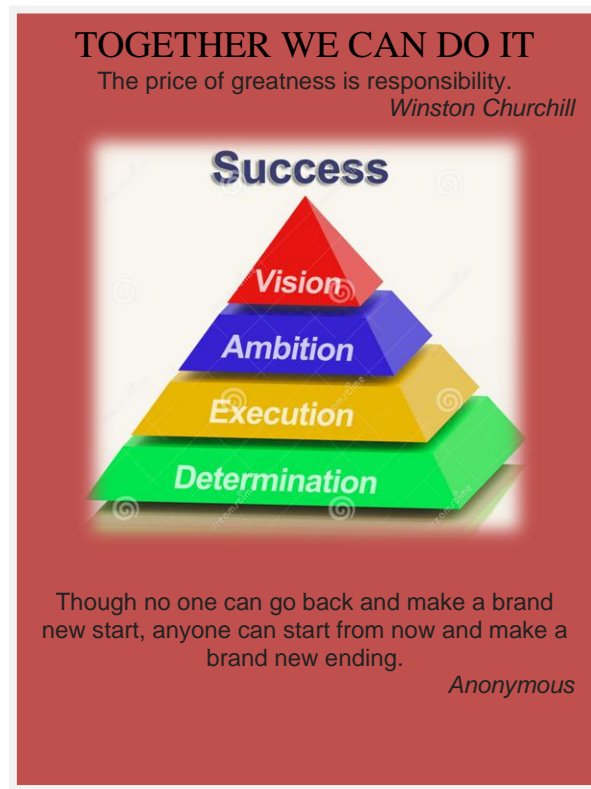 TOGETHER WE CAN DO IT
The price of greatness is responsibility.
Winston Churchill
Success
Vision
Ambition
Execution
Determination
Though no one can go back and make a brand
new start, anyone can start from now and make a
brand new ending.
Anonymous